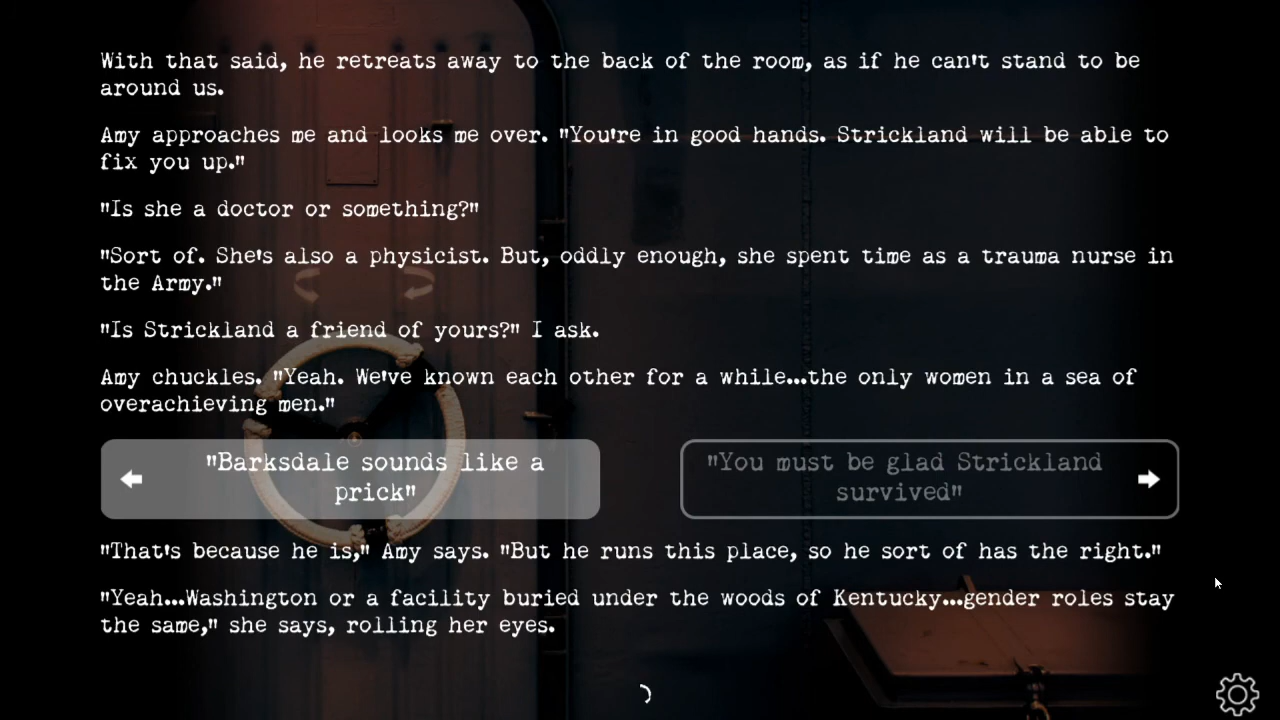 With that said, he retreats away to the back of the room, as if he can't stand to be
around us.
Amy approaches me and looks me over. "You're in good hands. Strickland will be able to
fix you up."
"Is she a doctor or something?"
"Sort of. She's also a physicist. But, oddly enough, she spent time as a trauma nurse in
the Army."
"Is Strickland a friend of yours?" I ask.
Amy chuckles. "Yeah. We've known each other for a while...the only women in a sea of
overachieving men."
"Barksdale sounds like a
prick"
"You must be glad Strickland
survived"
"That's because he is," Amy says. "But he runs this place, so he sort of has the right."
"Yeah...Washington or a facility buried under the woods of Kentucky...gender roles stay
the same," she says, rolling her eyes.